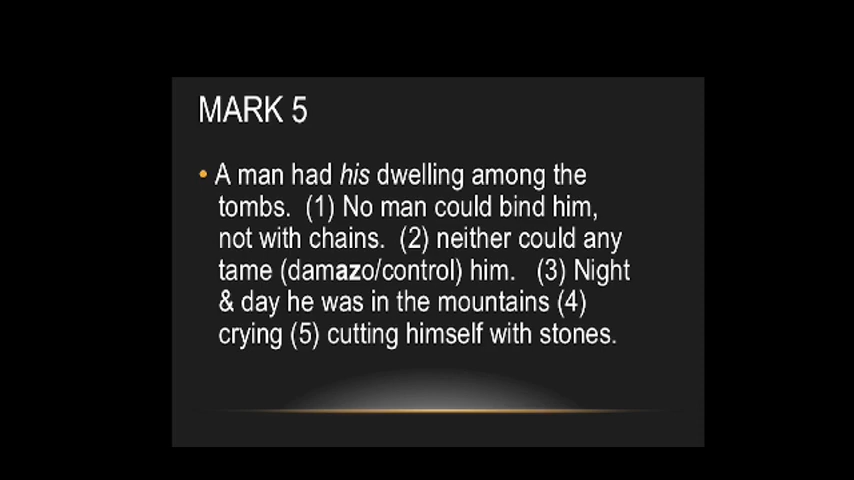 MARK 5
• A man had his dwelling among the
tombs. (1) No man could bind him,
not with chains. (2) neither could any
tame (damazo/control) him. (3) Night
& day he was in the mountains (4)
crying (5) cutting himself with stones.